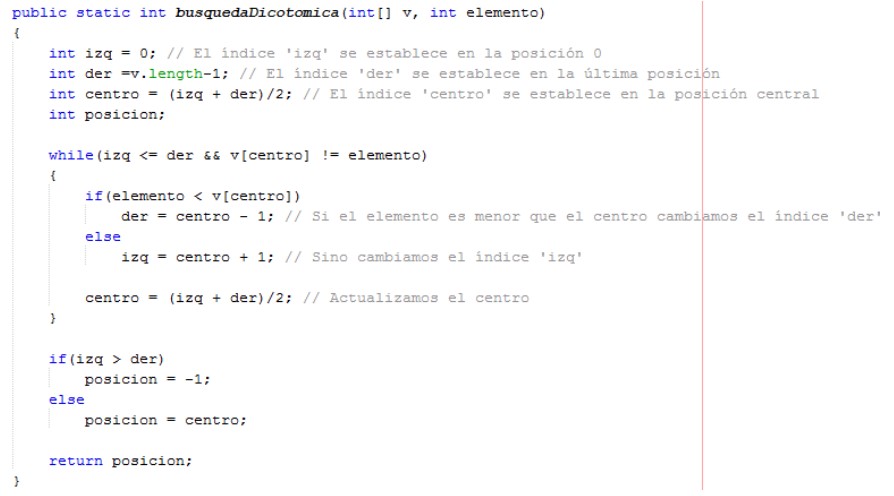 public static int busquedaDicotomica(int[] v, int elemento)
{
    int izq = 0; // El índice 'izq' se establece en la posición 0
    int der =v.length-1; // El índice 'der' se establece en la última posición
    int centro = (izq + der)/2; // El índice 'centro' se establece en la posición central
    int posicion;

    while(izq <= der && v[centro] != elemento)
    {
        if(elemento < v[centro])
            der = centro - 1; // Si el elemento es menor que el centro cambiamos el índice 'der'
        else
            izq = centro + 1; // Sino cambiamos el índice 'izq'

        centro = (izq + der)/2; // Actualizamos el centro
    }

    if(izq > der)
        posicion = -1;
    else
        posicion = centro;

    return posicion;
}